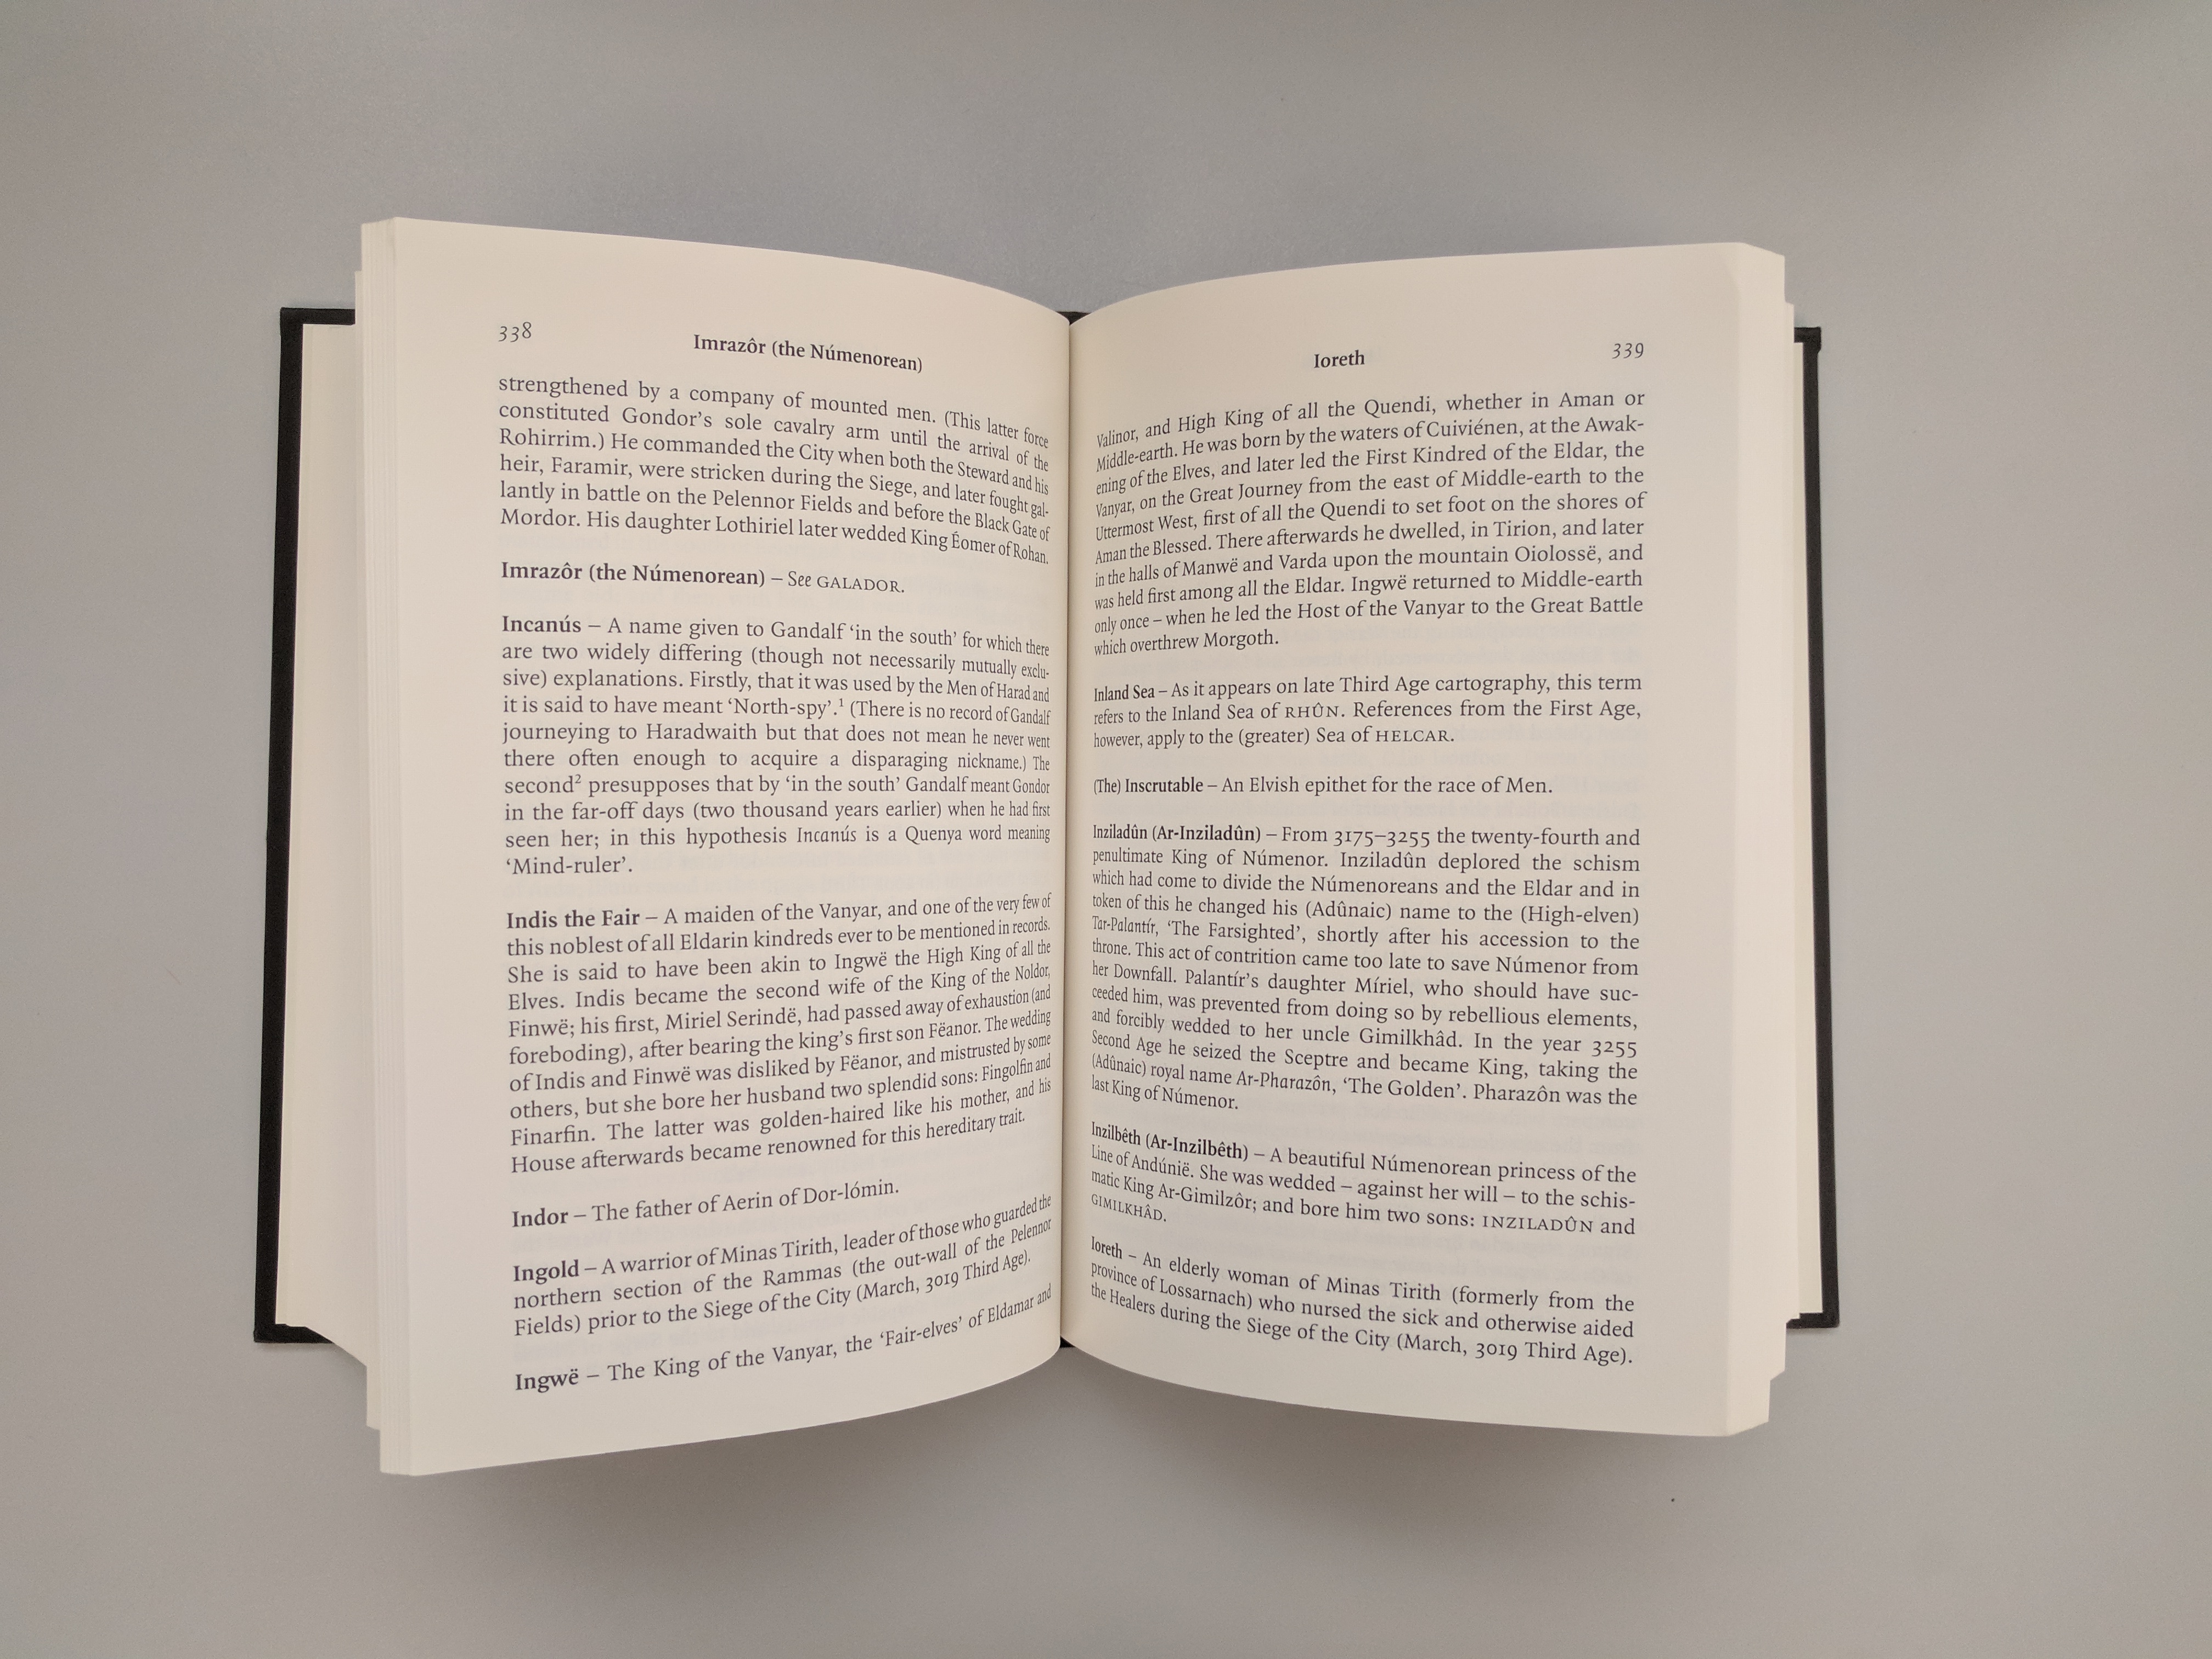 338
Imrazôr (the Númenorean)
strengthened by a company of mounted men. (This latter force
constituted Gondor's sole cavalry arm until the arrival of the
Rohirrim.) He commanded the City when both the Steward and his
heir, Faramir, were stricken during the Siege, and later fought gal-
lantly in battle on the Pelennor Fields and before the Black Gate of
Mordor. His daughter Lothiriel later wedded King Éomer of Rohan.
Imrazôr (the Númenorean) – See GALADOR.
Incanús – A name given to Gandalf ‘in the south’ for which there
are two widely differing (though not necessarily mutually exclu-
sive) explanations. Firstly, that it was used by the Men of Harad and
it is said to have meant ‘North-spy’.¹ (There is no record of Gandalf
journeying to Haradwaith but that does not mean he never went
there often enough to acquire a disparaging nickname.) The
second² presupposes that by ‘in the south’ Gandalf meant Gondor
in the far-off days (two thousand years earlier) when he had first
seen her; in this hypothesis Incanús is a Quenya word meaning
‘Mind-ruler’.
Indis the Fair – A maiden of the Vanyar, and one of the very few of
this noblest of all Eldarin kindreds ever to be mentioned in records.
She is said to have been akin to Ingwë the High King of all the
Elves. Indis became the second wife of the King of the Noldor,
Finwë; his first, Miriel Serindë, had passed away of exhaustion (and
foreboding), after bearing the king's first son Fëanor. The wedding
of Indis and Finwë was disliked by Fëanor, and mistrusted by some
others, but she bore her husband two splendid sons: Fingolfin and
Finarfin. The latter was golden-haired like his mother, and his
House afterwards became renowned for this hereditary trait.
Indor – The father of Aerin of Dor-lómin.
Ingold – A warrior of Minas Tirith, leader of those who guarded the
northern section of the Rammas (the out-wall of the Pelennor
Fields) prior to the Siege of the City (March, 3019 Third Age).
Ingwë – The King of the Vanyar, the ‘Fair-elves’ of Eldamar and
Ioreth
339
Valinor, and High King of all the Quendi, whether in Aman or
Middle-earth. He was born by the waters of Cuiviénen, at the Awak-
ening of the Elves, and later led the First Kindred of the Eldar, the
Vanyar, on the Great Journey from the east of Middle-earth to the
Uttermost West, first of all the Quendi to set foot on the shores of
Aman the Blessed. There afterwards he dwelled, in Tirion, and later
in the halls of Manwë and Varda upon the mountain Oiolossë, and
was held first among all the Eldar. Ingwë returned to Middle-earth
only once – when he led the Host of the Vanyar to the Great Battle
which overthrew Morgoth.
Inland Sea – As it appears on late Third Age cartography, this term
refers to the Inland Sea of RHÛN. References from the First Age,
however, apply to the (greater) Sea of HELCAR.
(The) Inscrutable – An Elvish epithet for the race of Men.
Inziladûn (Ar-Inziladûn) – From 3175–3255 the twenty-fourth and
penultimate King of Númenor. Inziladûn deplored the schism
which had come to divide the Númenoreans and the Eldar and in
token of this he changed his (Adûnaic) name to the (High-elven)
Tar-Palantír, ‘The Farsighted’, shortly after his accession to the
throne. This act of contrition came too late to save Númenor from
her Downfall. Palantír's daughter Míriel, who should have suc-
ceeded him, was prevented from doing so by rebellious elements,
and forcibly wedded to her uncle Gimilkhâd. In the year 3255
Second Age he seized the Sceptre and became King, taking the
(Adûnaic) royal name Ar-Pharazôn, ‘The Golden’. Pharazôn was the
last King of Númenor.
Inzilbêth (Ar-Inzilbêth) – A beautiful Númenorean princess of the
Line of Andúnië. She was wedded – against her will – to the schis-
matic King Ar-Gimilzôr; and bore him two sons: INZILADÛN and
GIMILKHÂD.
Ioreth – An elderly woman of Minas Tirith (formerly from the
province of Lossarnach) who nursed the sick and otherwise aided
the Healers during the Siege of the City (March, 3019 Third Age).